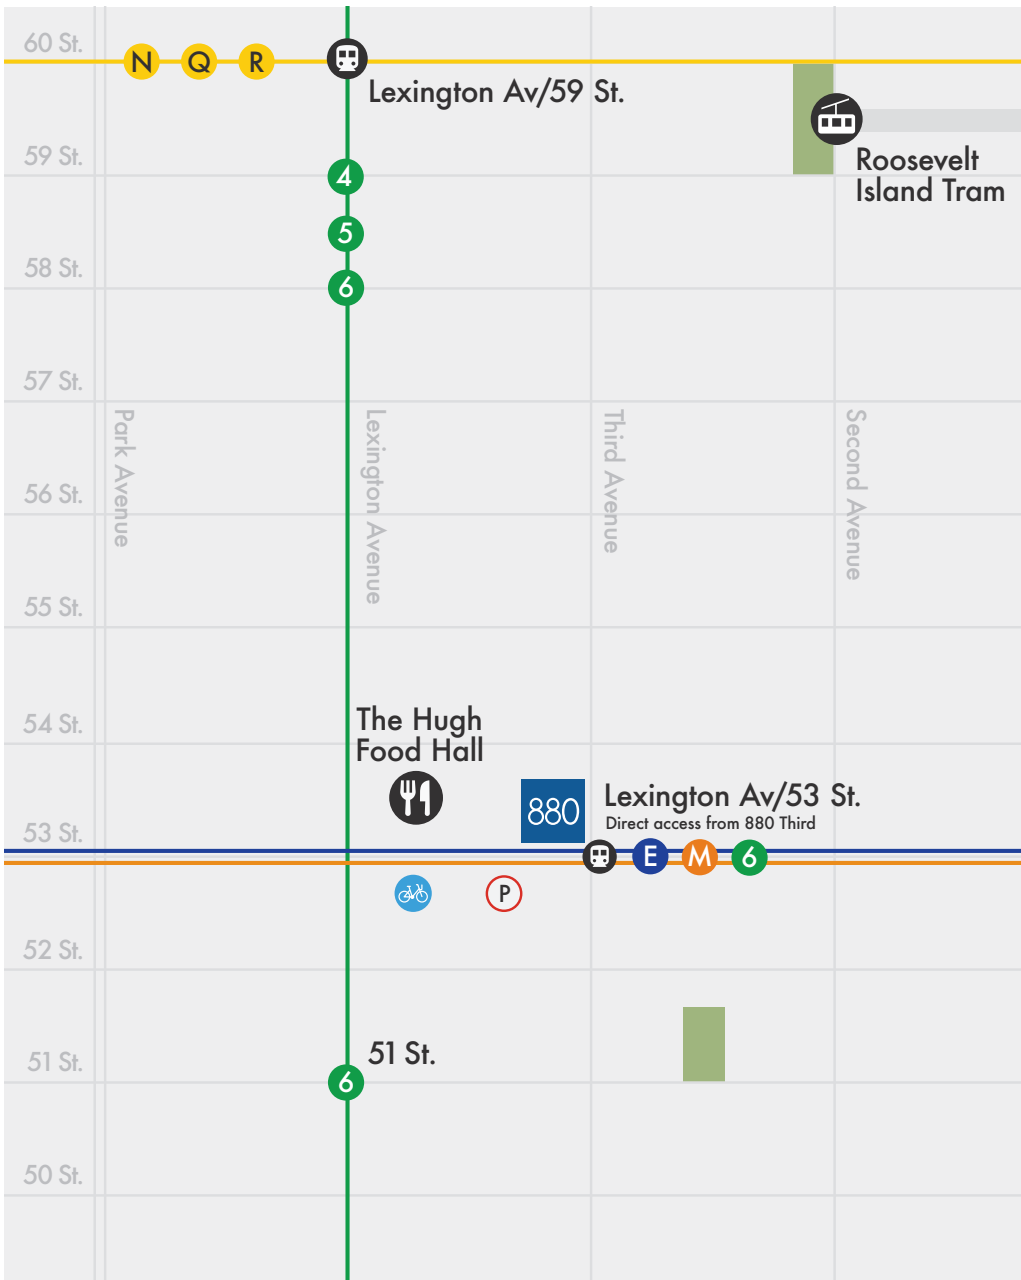 60 St.
N
Q
R
Lexington Av/59 St.
59 St.
Roosevelt
Island Tram
4
5
58 St.
6
57 St.
Park Avenue
Lexington Avenue
Third Avenue
Second Avenue
56 St.
55 St.
54 St.
The Hugh
Food Hall
880
Lexington Av/53 St.
Direct access from 880 Third
53 St.
E
M
6
P
52 St.
51 St.
51 St.
6
50 St.